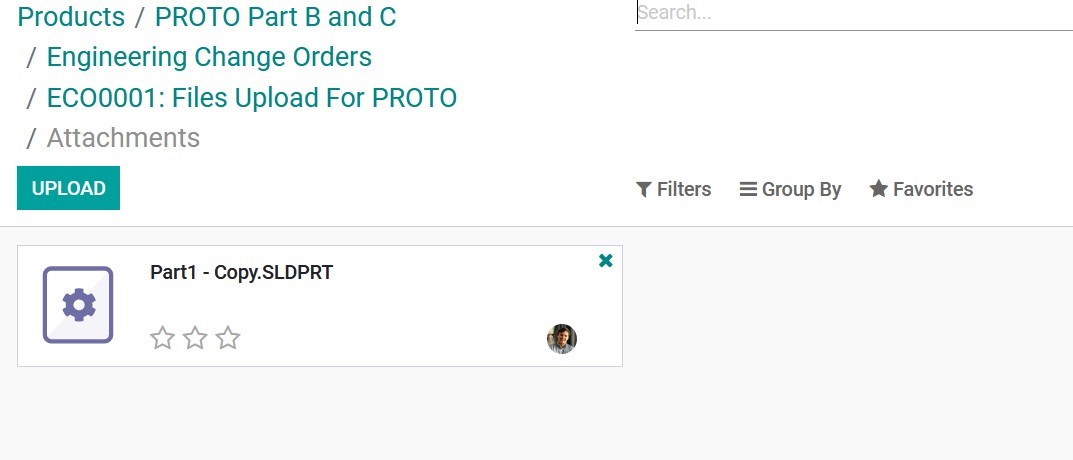 Products / PROTO Part B and C
/ Engineering Change Orders
/ ECO0001: Files Upload For PROTO
/ Attachments
Search...
UPLOAD
Filters Group By Favorites
Part1 - Copy.SLDPRT